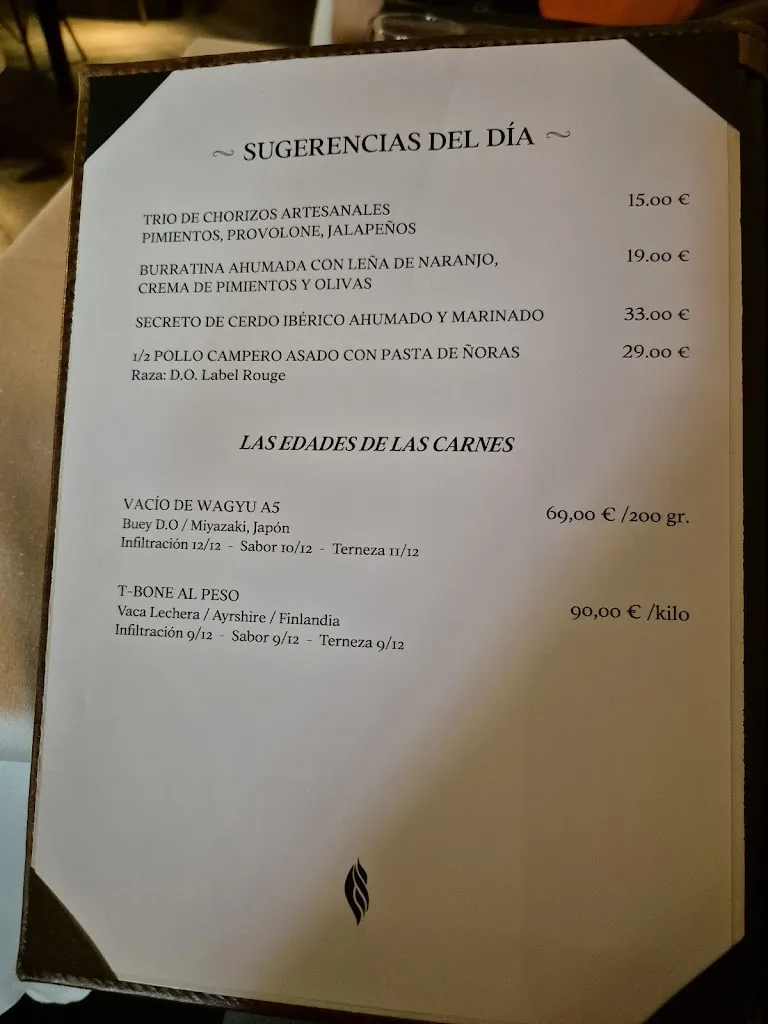 ~ SUGERENCIAS DEL DÍA ~
TRIO DE CHORIZOS ARTESANALES 15.00 €
PIMIENTOS, PROVOLONE, JALAPEÑOS
BURRATINA AHUMADA CON LEÑA DE NARANJO, 19.00 €
CREMA DE PIMIENTOS Y OLIVAS
SECRETO DE CERDO IBÉRICO AHUMADO Y MARINADO 33.00 €
1/2 POLLO CAMPERO ASADO CON PASTA DE ÑORAS 29.00 €
Raza: D.O. Label Rouge
LAS EDADES DE LAS CARNES
VACÍO DE WAGYU A5 69,00 € /200 gr.
Buey D.O / Miyazaki, Japón
Infiltración 12/12 - Sabor 10/12 - Terneza 11/12
T-BONE AL PESO 90,00 € /kilo
Vaca Lechera / Ayrshire / Finlandia
Infiltración 9/12 - Sabor 9/12 - Terneza 9/12